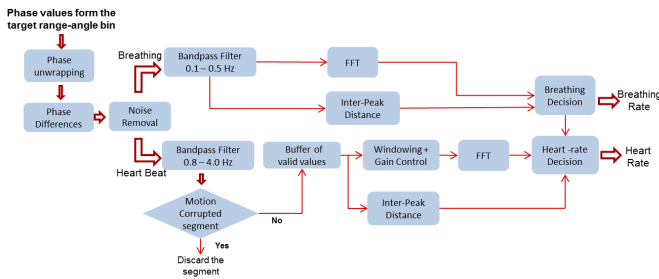 Phase values form the
target range-angle bin
Phase
unwrapping
Phase
Differences
Noise
Removal
Breathing
Bandpass Filter
0.1 – 0.5 Hz
FFT
Inter-Peak
Distance
Breathing
Decision
Breathing
Rate
Heart Beat
Bandpass Filter
0.8 – 4.0 Hz
Buffer of
valid values
Windowing +
Gain Control
FFT
Heart -rate
Decision
Heart
Rate
Inter-Peak
Distance
Motion
Corrupted
segment
No
Yes
Discard the
segment